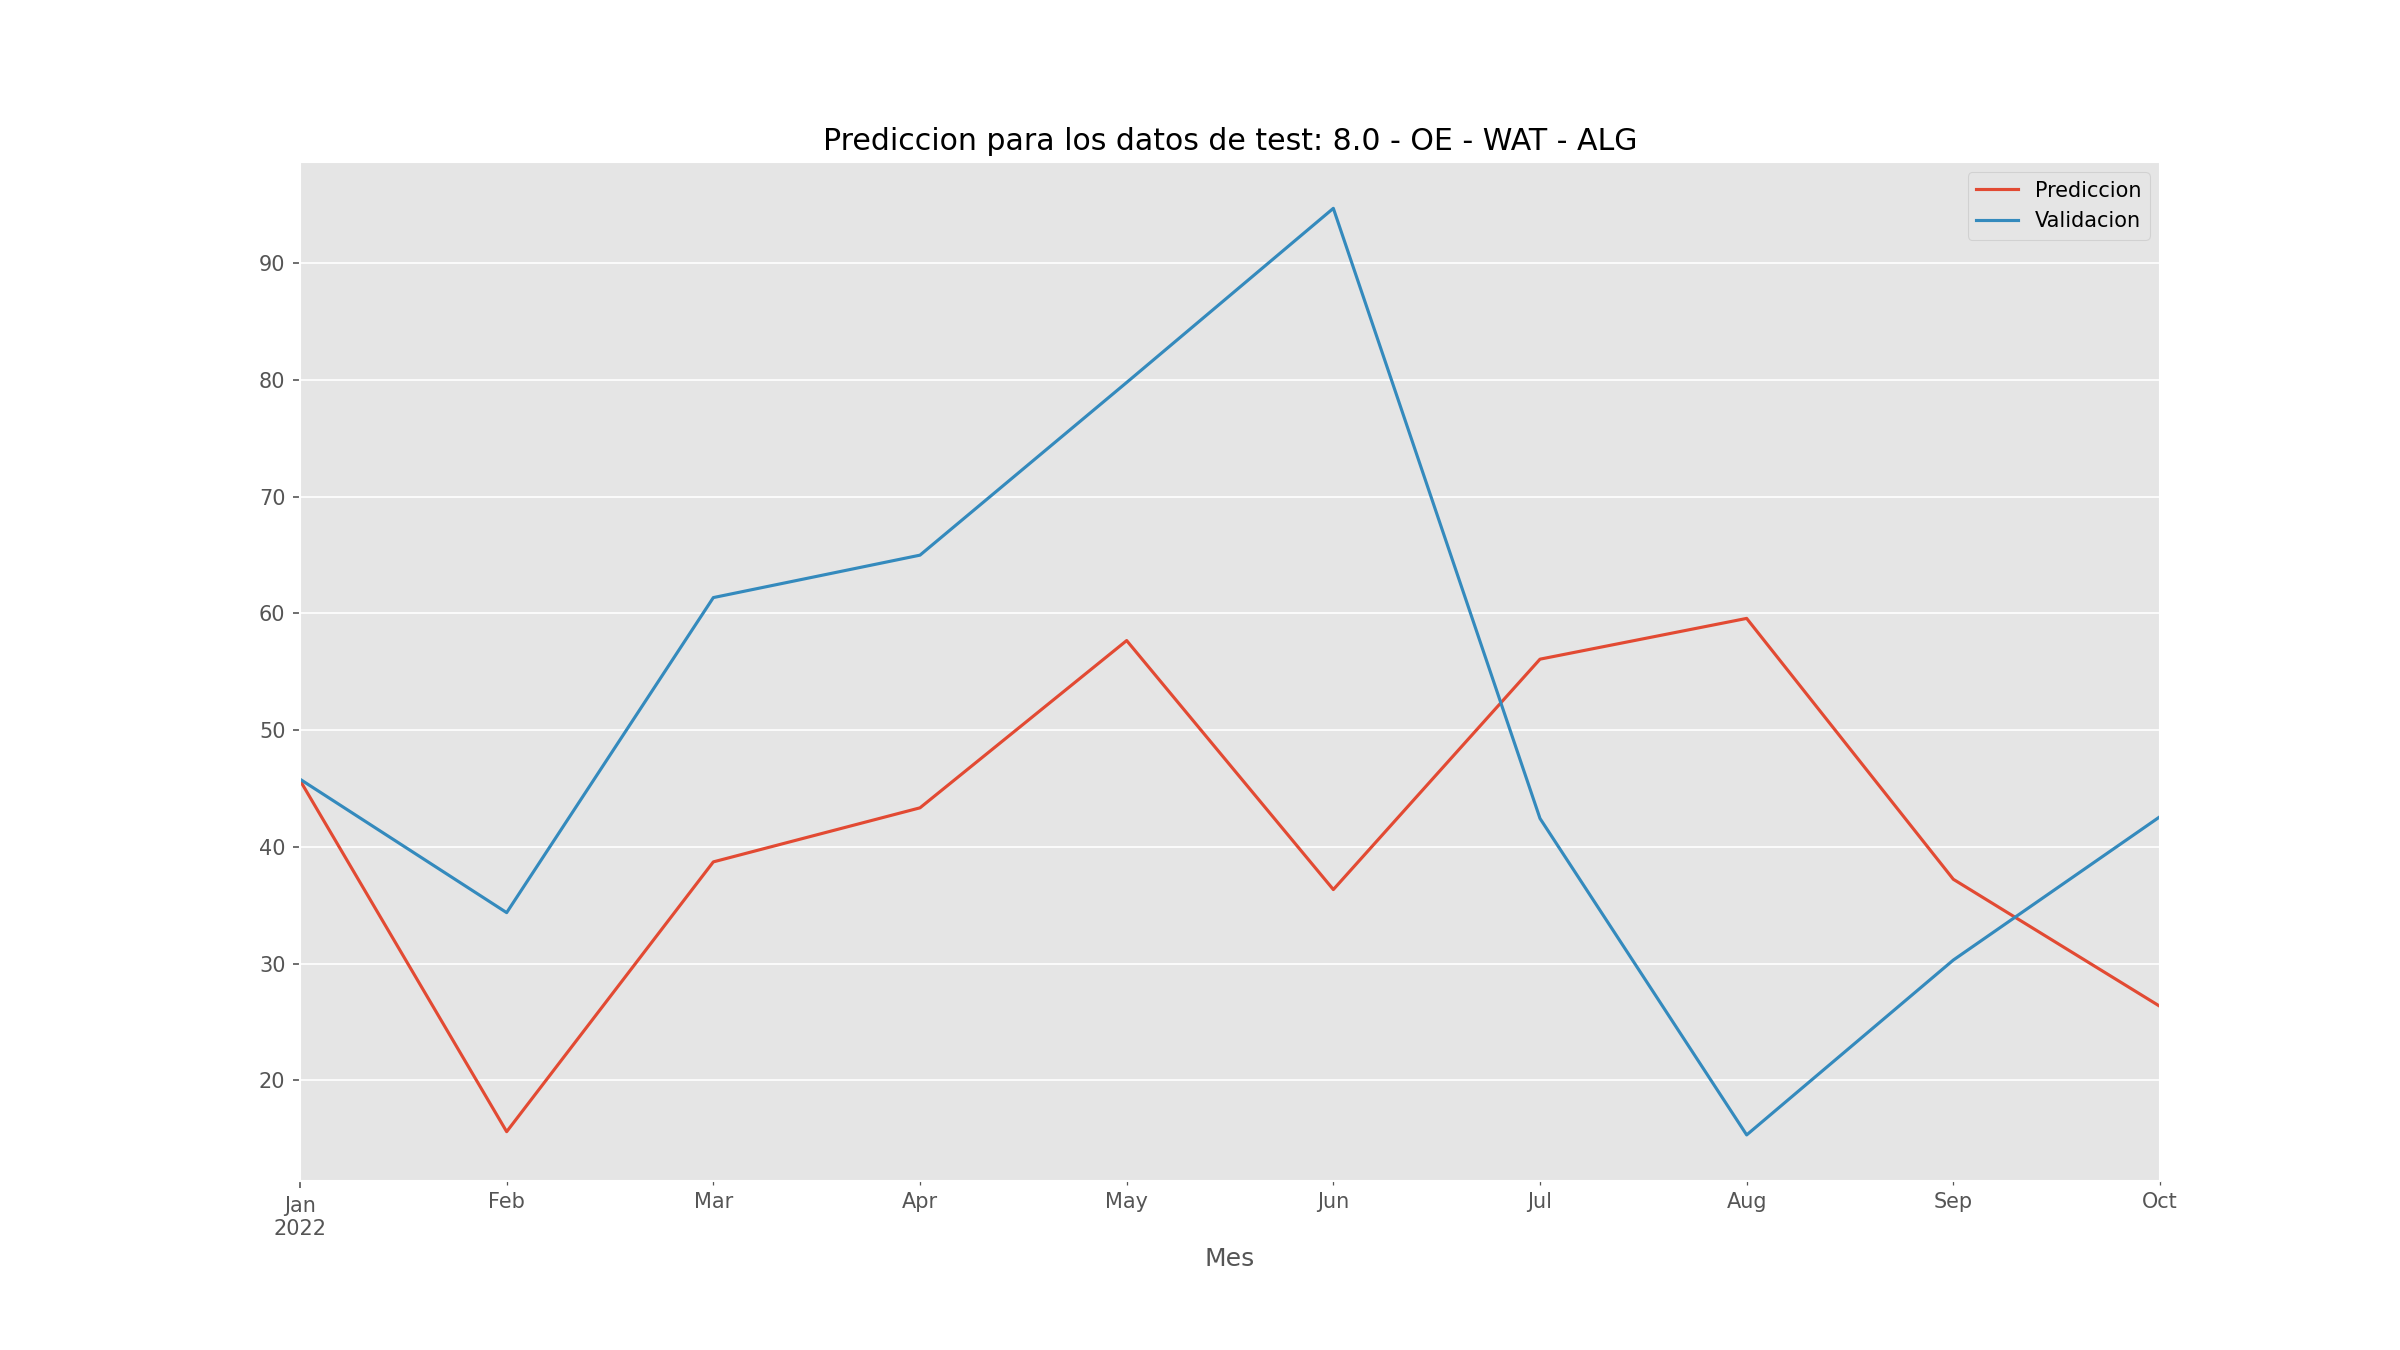 Prediccion para los datos de test: 8.0 - OE - WAT - ALG
Prediccion
Validacion
90
80
70
60
50
40
30
20
Jan Feb Mar Apr May Jun Jul Aug Sep Oct
2022
Mes